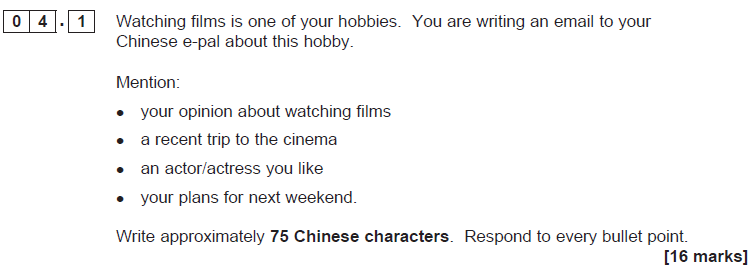 04.1 Watching films is one of your hobbies. You are writing an email to your
Chinese e-pal about this hobby.
Mention:
• your opinion about watching films
• a recent trip to the cinema
• an actor/actress you like
• your plans for next weekend.
Write approximately 75 Chinese characters. Respond to every bullet point.
[16 marks]